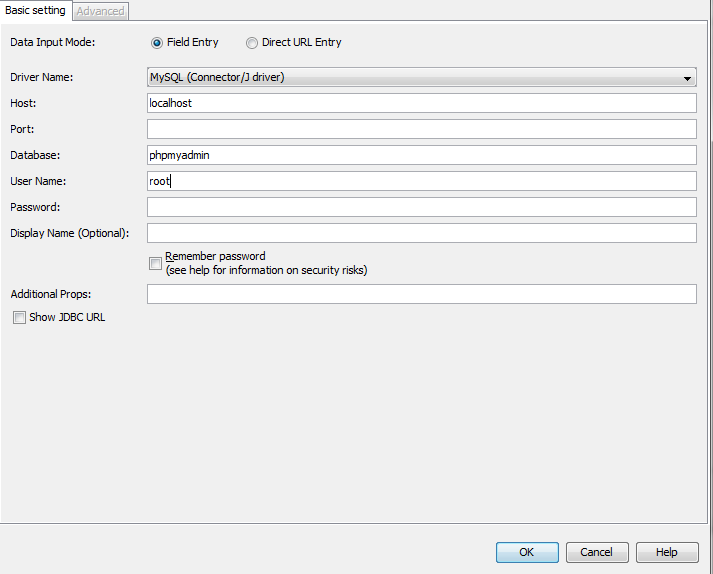 Basic setting Advanced
Data Input Mode: Field Entry Direct URL Entry
Driver Name: MySQL (Connector/J driver)
Host: localhost
Port:
Database: phpmyadmin
User Name: root
Password:
Display Name (Optional):
Remember password
(see help for information on security risks)
Additional Props:
Show JDBC URL
OK Cancel Help